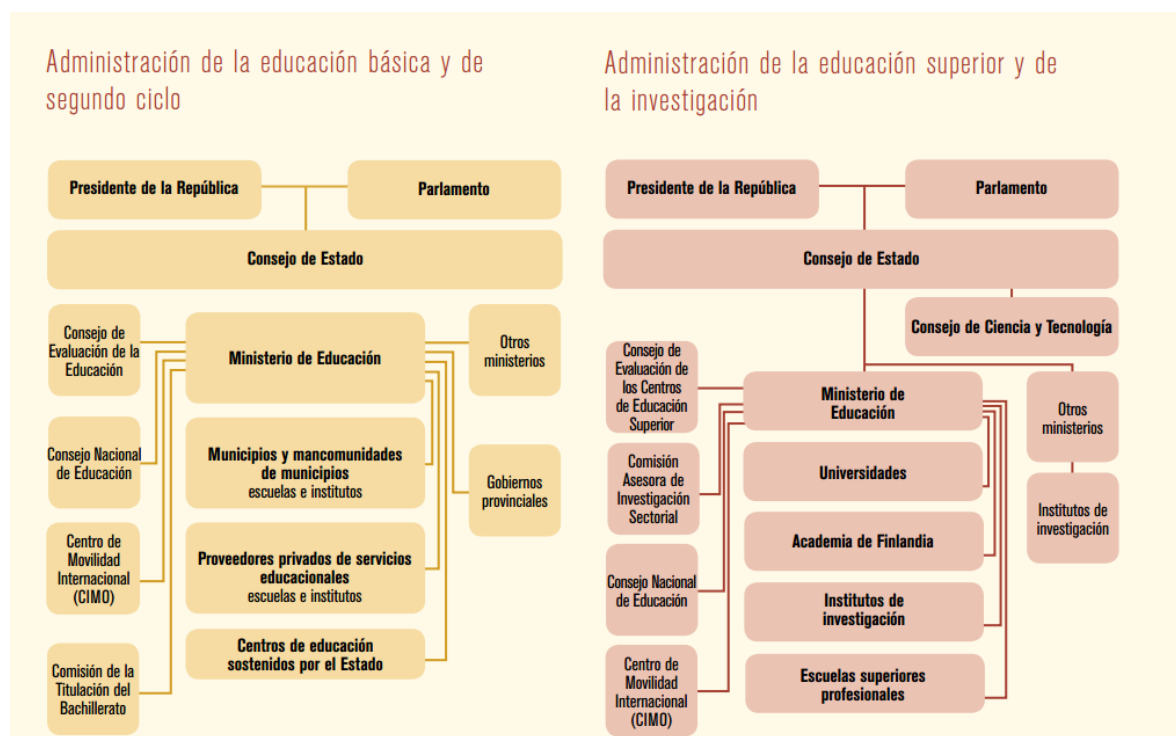 Administración de la educación básica y de
segundo ciclo
Presidente de la República
Parlamento
Consejo de Estado
Consejo de
Evaluación de la
Educación
Ministerio de Educación
Otros
ministerios
Consejo Nacional
de Educación
Municipios y mancomunidades
de municipios
escuelas e institutos
Gobiernos
provinciales
Centro de
Movilidad
Internacional
(CIMO)
Proveedores privados de servicios
educacionales
escuelas e institutos
Centros de educación
sostenidos por el Estado
Comisión de la
Titulación del
Bachillerato
Administración de la educación superior y de
la investigación
Presidente de la República
Parlamento
Consejo de Estado
Consejo de Ciencia y Tecnología
Consejo de
Evaluación de
los Centros
de Educación
Superior
Ministerio de
Educación
Otros
ministerios
Comisión
Asesora de
Investigación
Sectorial
Universidades
Institutos de
investigación
Academia de Finlandia
Consejo Nacional
de Educación
Institutos de
investigación
Centro de
Movilidad
Internacional
(CIMO)
Escuelas superiores
profesionales